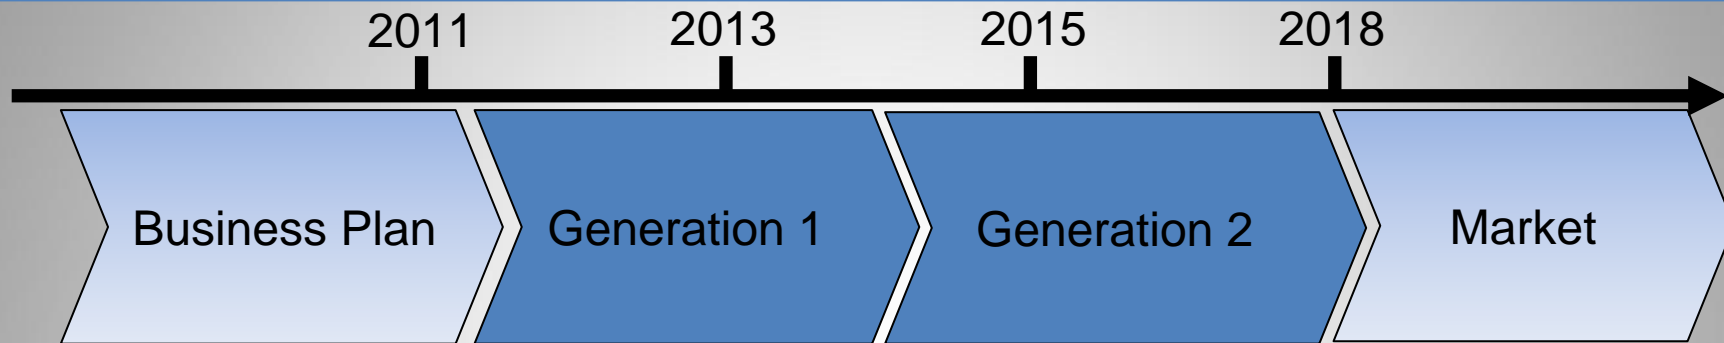 2011 2013 2015 2018
Business Plan Generation 1 Generation 2 Market